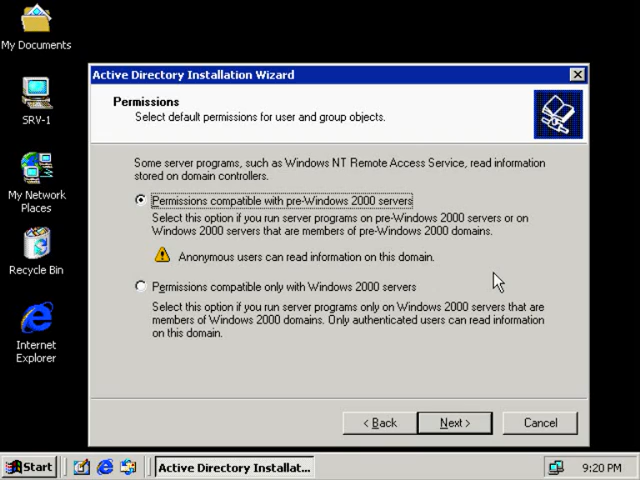 My Documents
SRV-1
My Network
Places
Recycle Bin
Internet
Explorer
Active Directory Installation Wizard
Permissions
Select default permissions for user and group objects.
Some server programs, such as Windows NT Remote Access Service, read information
stored on domain controllers.
Permissions compatible with pre-Windows 2000 servers
Select this option if you run server programs on pre-Windows 2000 servers or on
Windows 2000 servers that are members of pre-Windows 2000 domains.
Anonymous users can read information on this domain.
Permissions compatible only with Windows 2000 servers
Select this option if you run server programs only on Windows 2000 servers that are
members of Windows 2000 domains. Only authenticated users can read information
on this domain.
< Back
Next >
Cancel
Start
Active Directory Installat...
9:20 PM